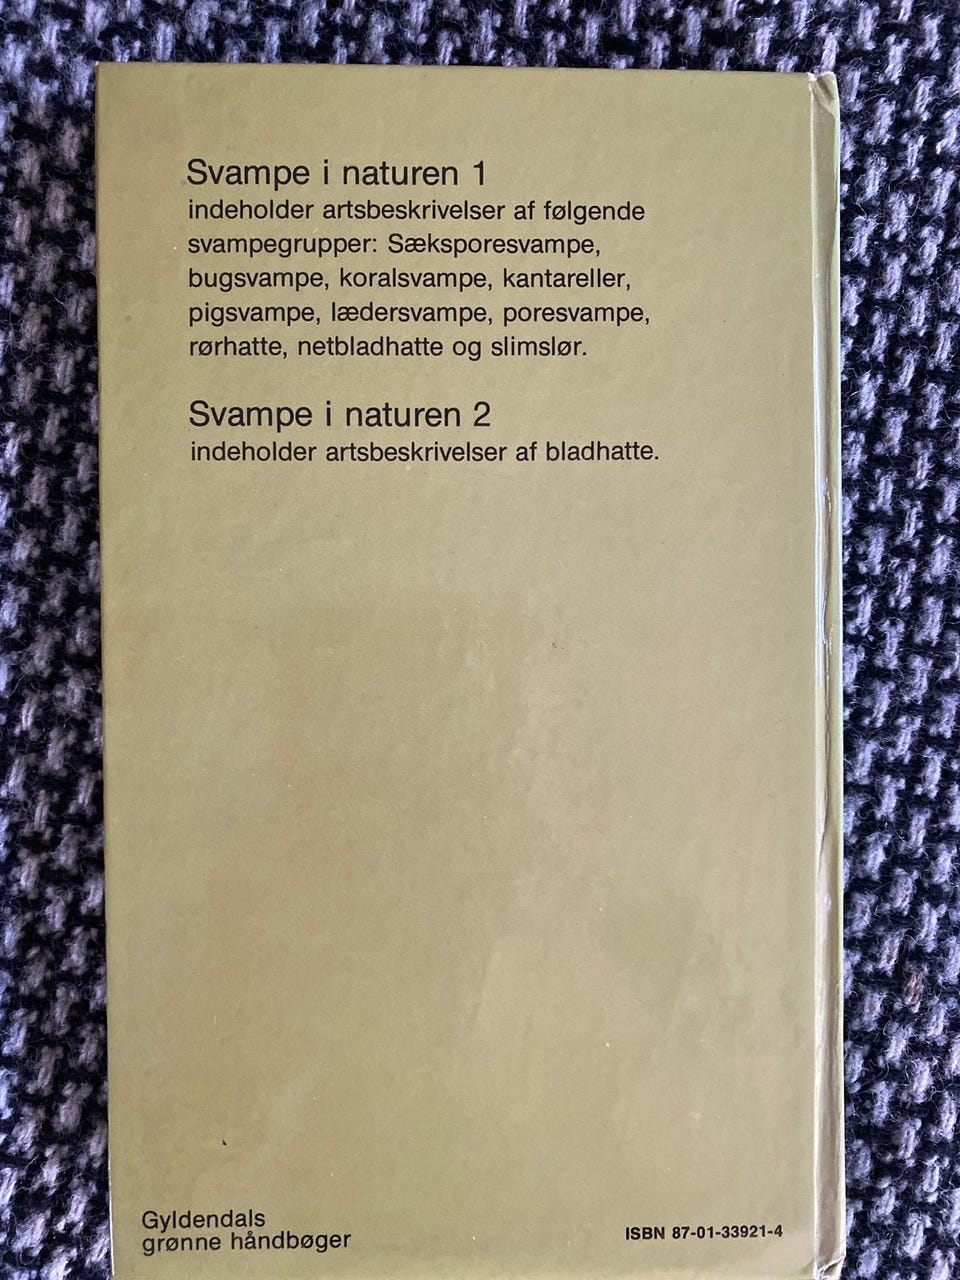 Svampe i naturen 1
indeholder artsbeskrivelser af følgende
svampegrupper: Sæksporesvampe,
bugsvampe, koralsvampe, kantareller,
pigsvampe, lædersvampe, poresvampe,
rørhatte, netbladhatte og slimslør.
Svampe i naturen 2
indeholder artsbeskrivelser af bladhatte.
Gyldendals
grønne håndbøger
ISBN 87-01-33921-4